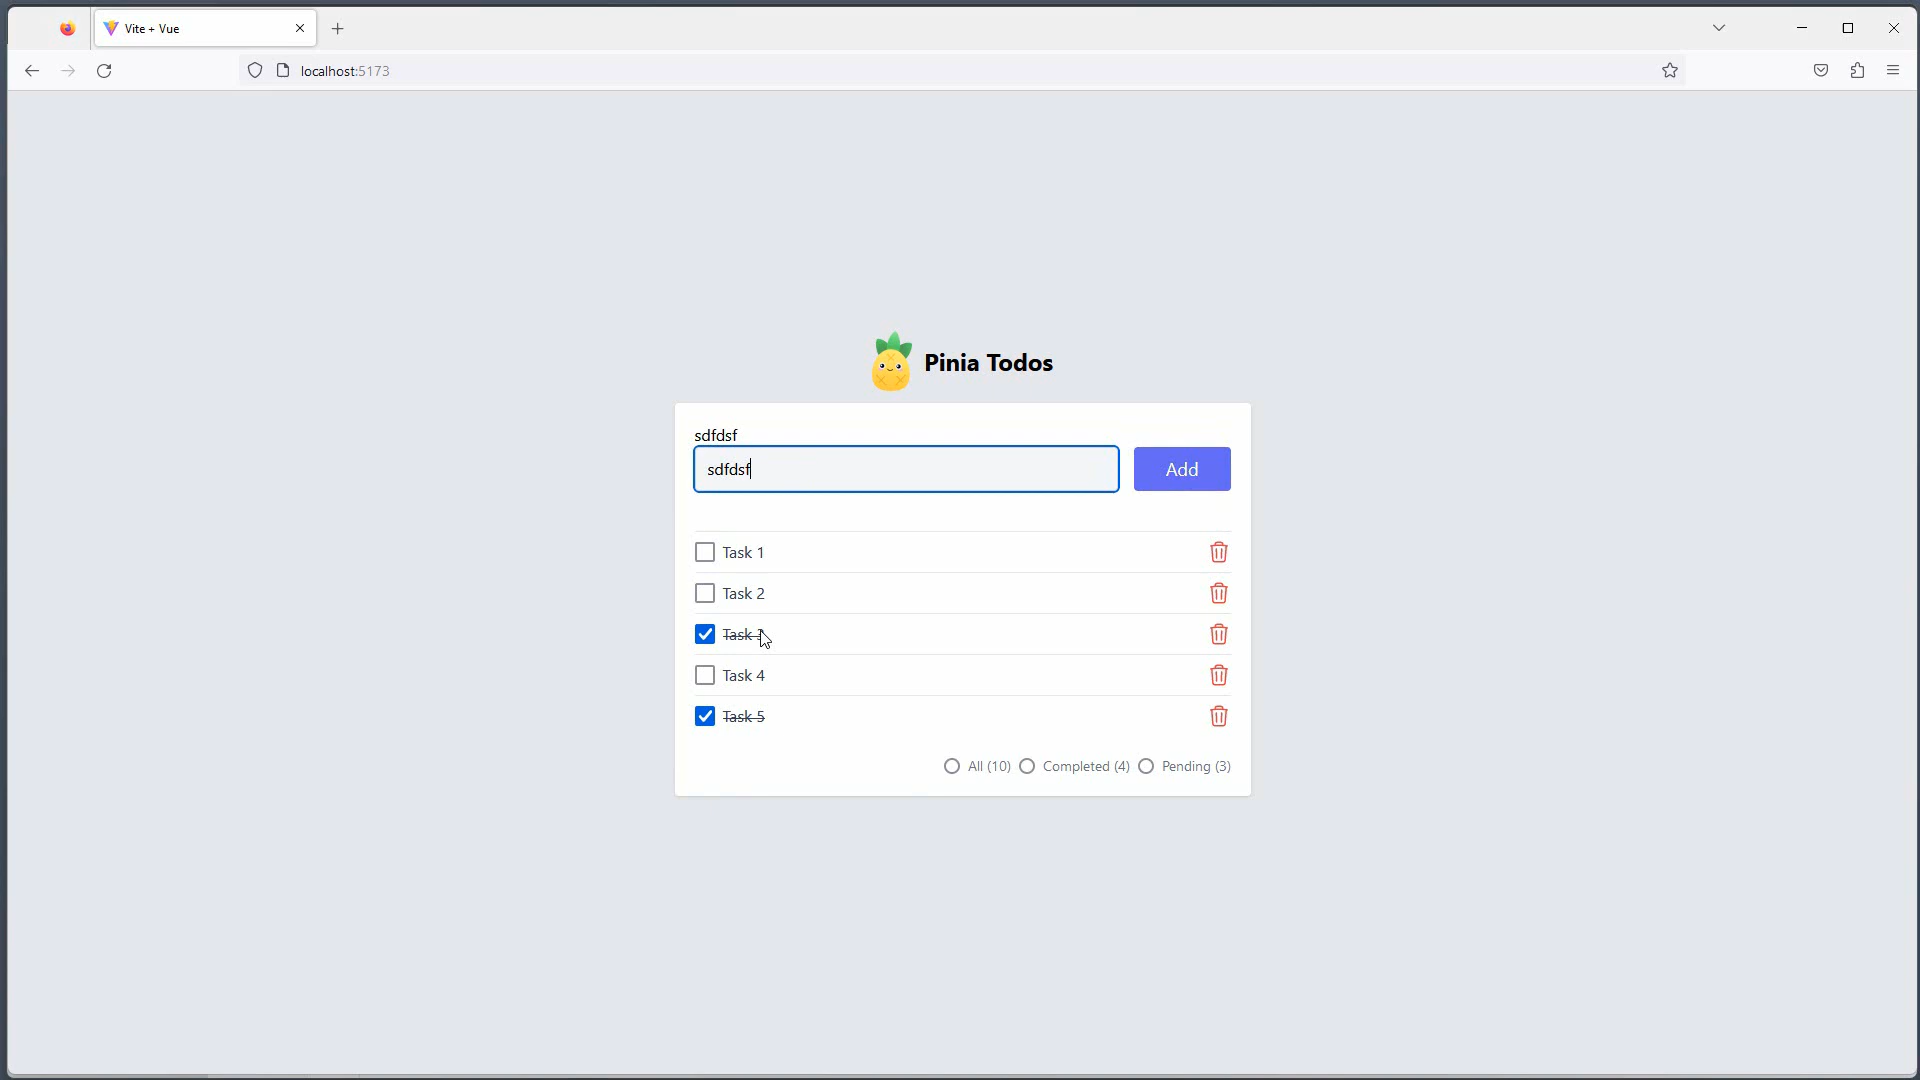 Vite + Vue
localhost:5173
Pinia Todos
sdfdsf
sdfdsf
Add
Task 1
Task 2
Task
Task 4
Task 5
All (10) Completed (4) Pending (3)